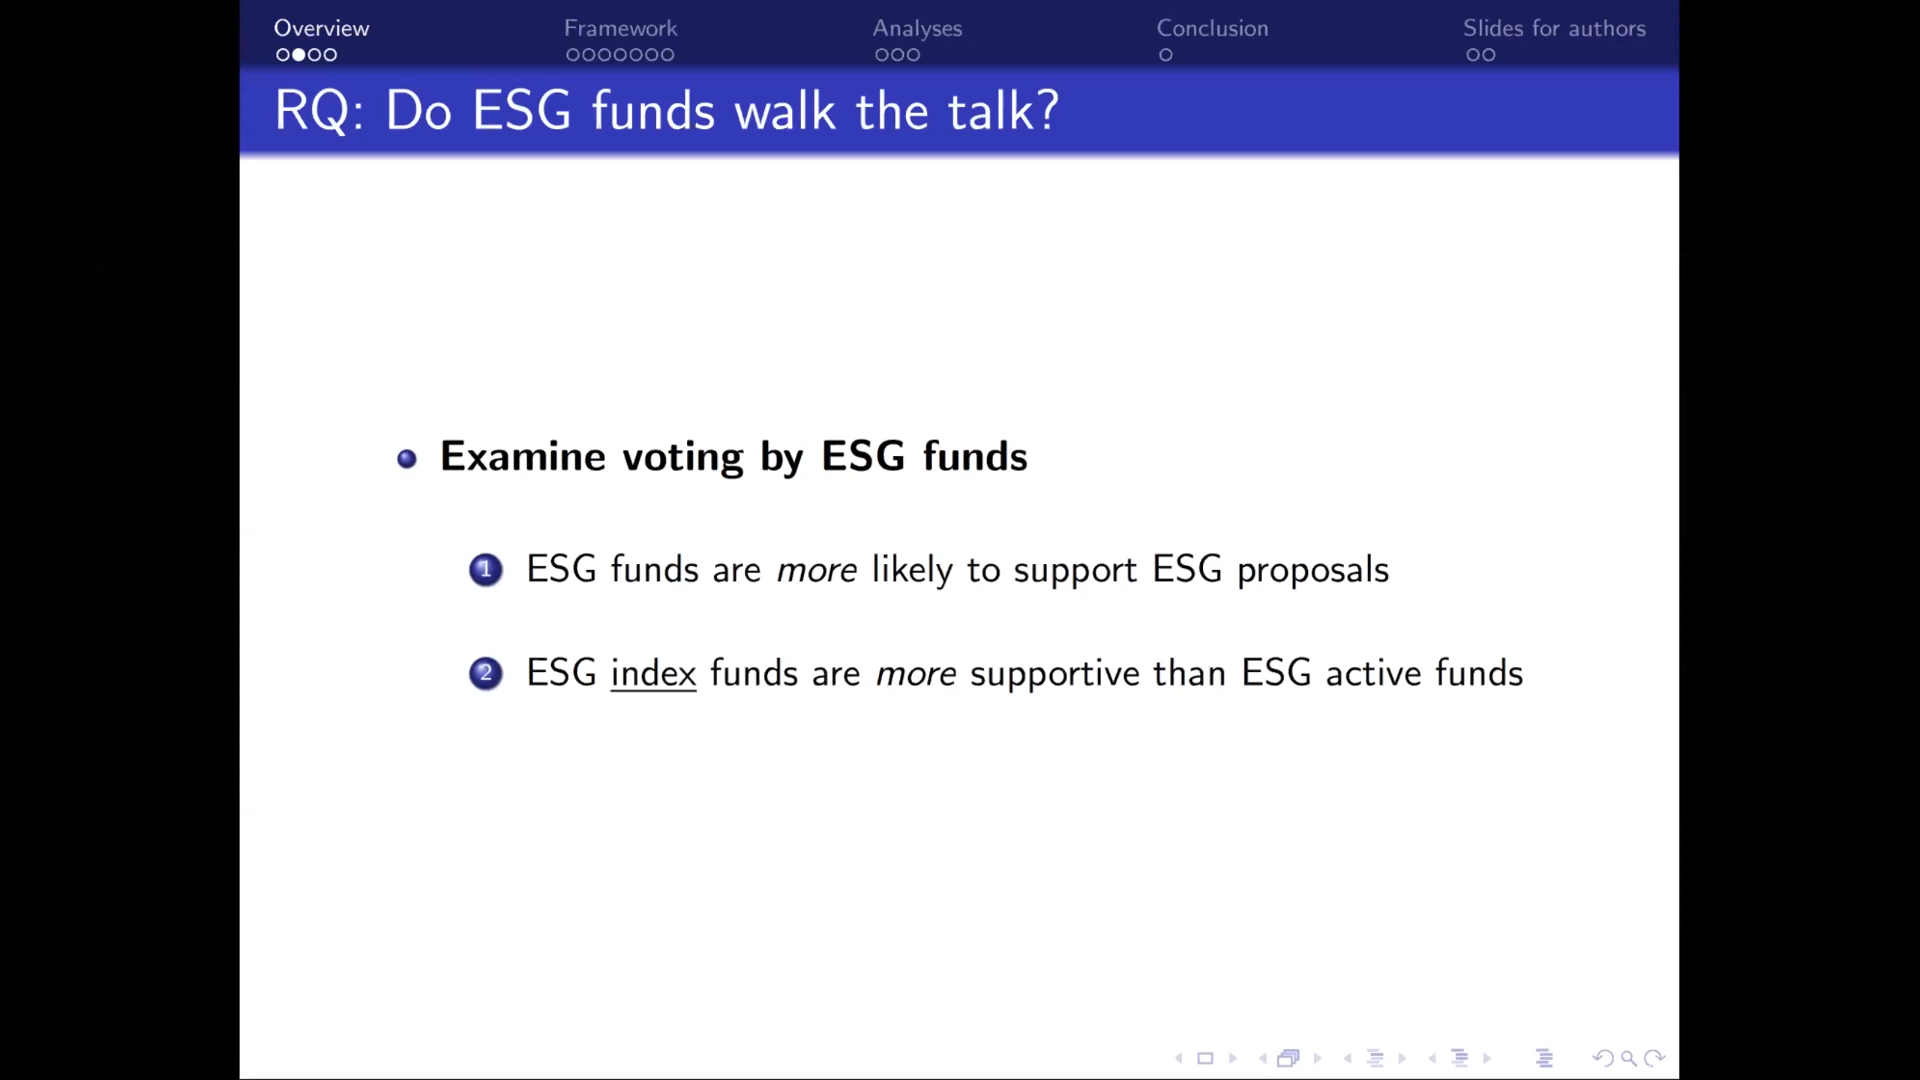 Overview Framework Analyses Conclusion Slides for authors
RQ: Do ESG funds walk the talk?
Examine voting by ESG funds
1 ESG funds are more likely to support ESG proposals
2 ESG index funds are more supportive than ESG active funds